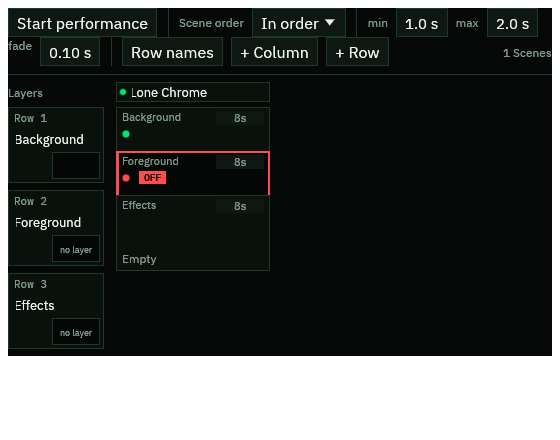 Start performance Scene order In order min 1.0 s max 2.0 s
fade 0.10 s Row names + Column + Row 1 Scenes
Layers
Lone Chrome
Row 1
Background
Background 8s
Foreground 8s
OFF
Row 2
Foreground
no layer
Effects 8s
Empty
Row 3
Effects
no layer